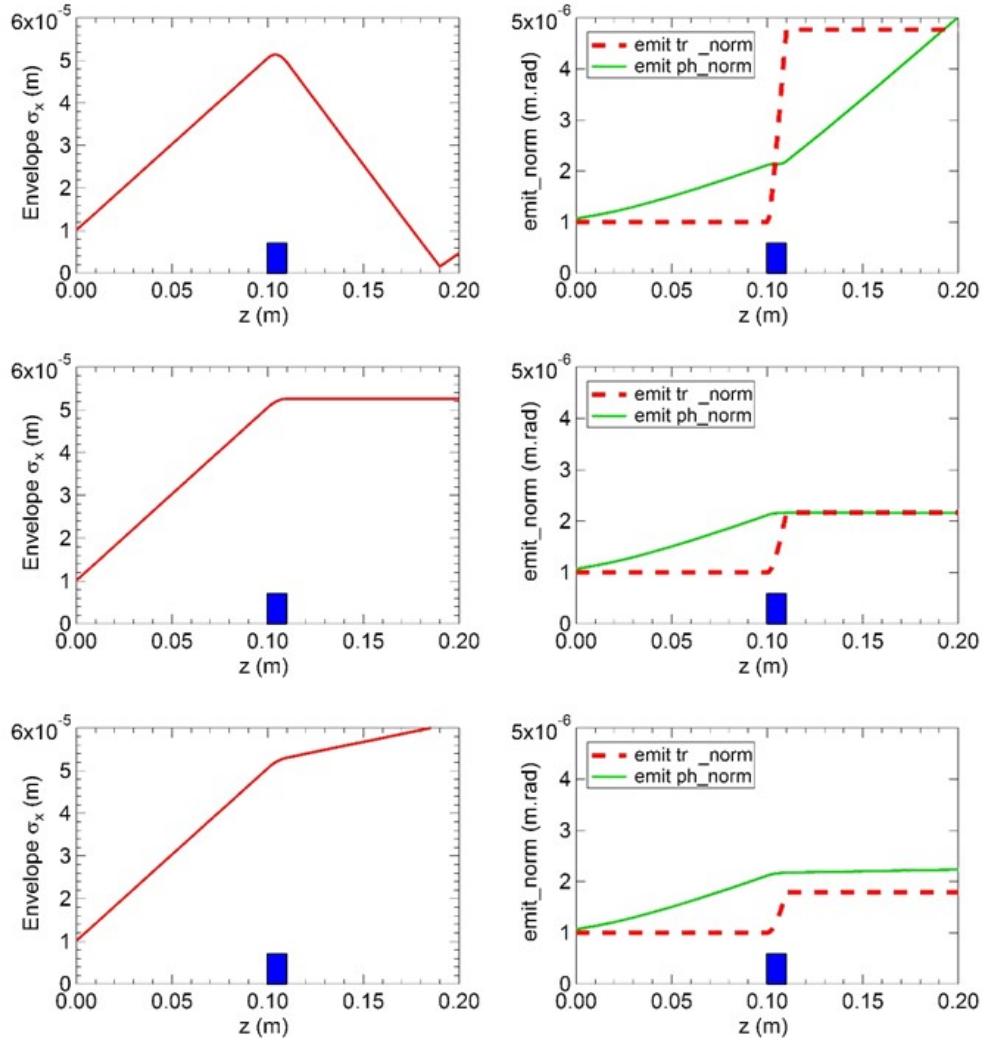 6x10⁻⁵
5
4
3
2
1
0
Envelope σₓ (m)
0.00 0.05 0.10 0.15 0.20
z (m)
5x10⁻⁶
4
3
2
1
0
emit_norm (m.rad)
emit tr _norm
emit ph_norm
0.00 0.05 0.10 0.15 0.20
z (m)
6x10⁻⁵
5
4
3
2
1
0
Envelope σₓ (m)
0.00 0.05 0.10 0.15 0.20
z (m)
5x10⁻⁶
4
3
2
1
0
emit_norm (m.rad)
emit tr _norm
emit ph_norm
0.00 0.05 0.10 0.15 0.20
z (m)
6x10⁻⁵
5
4
3
2
1
0
Envelope σₓ (m)
0.00 0.05 0.10 0.15 0.20
z (m)
5x10⁻⁶
4
3
2
1
0
emit_norm (m.rad)
emit tr _norm
emit ph_norm
0.00 0.05 0.10 0.15 0.20
z (m)